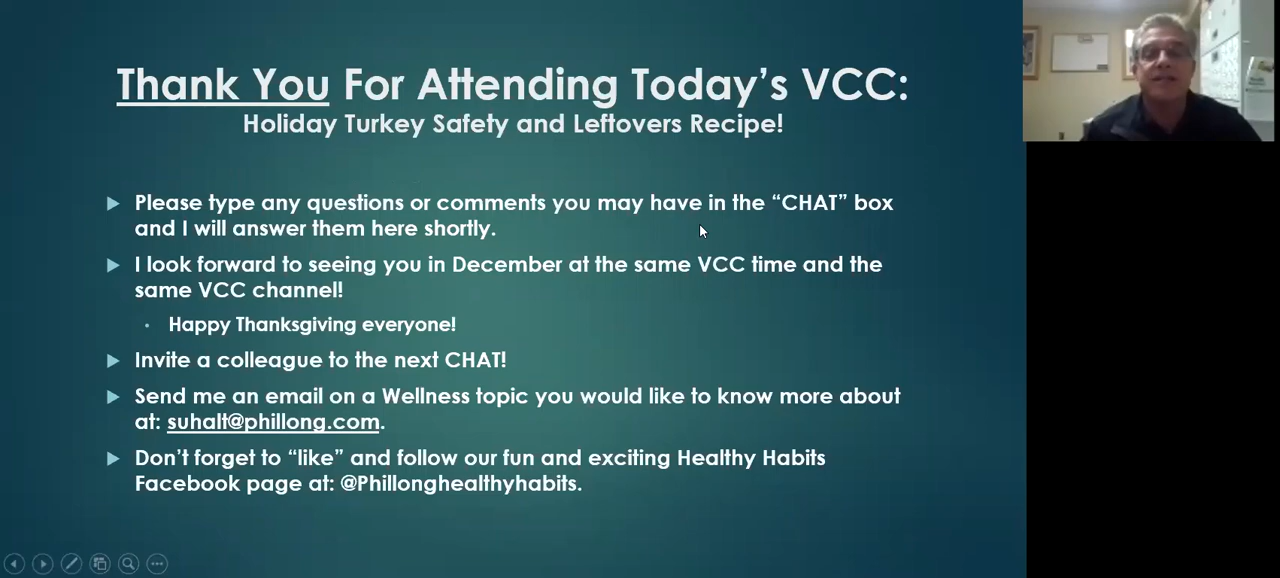 Thank You For Attending Today’s VCC:
Holiday Turkey Safety and Leftovers Recipe!
Please type any questions or comments you may have in the “CHAT” box
and I will answer them here shortly.
I look forward to seeing you in December at the same VCC time and the
same VCC channel!
Happy Thanksgiving everyone!
Invite a colleague to the next CHAT!
Send me an email on a Wellness topic you would like to know more about
at: suhalt@phillong.com.
Don’t forget to “like” and follow our fun and exciting Healthy Habits
Facebook page at: @Phillonghealthyhabits.